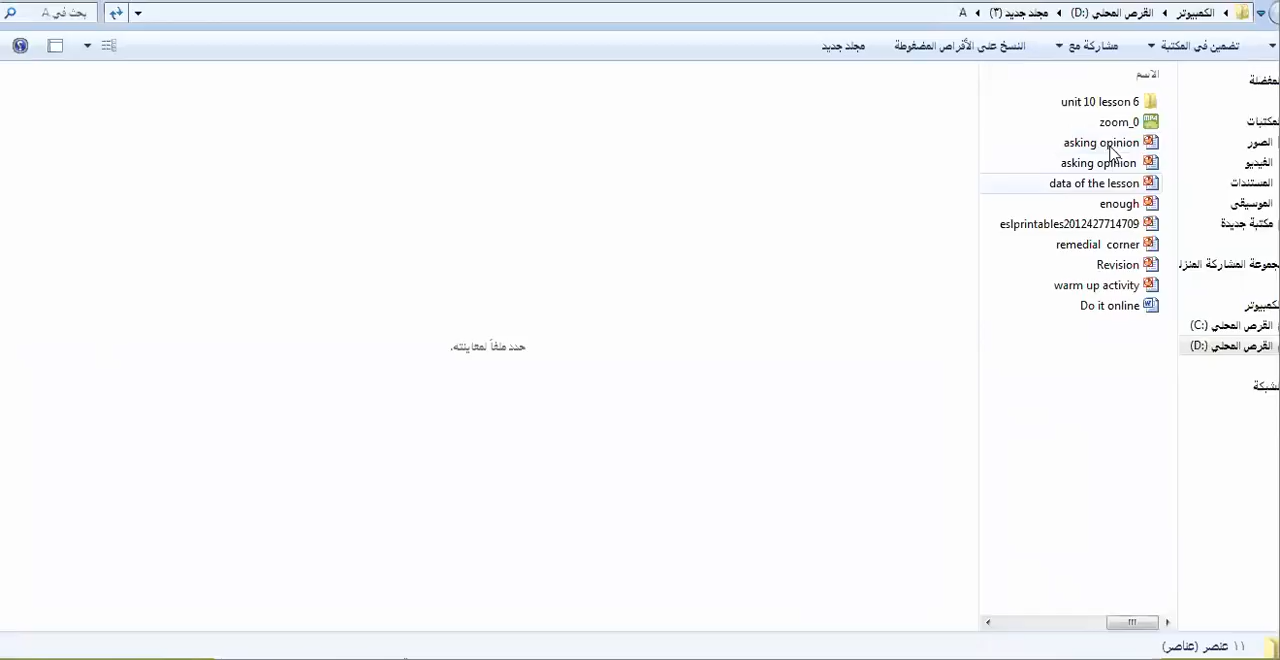 الكمبيوتر ◄ القرص المحلي (D:) ◄ مجلد جديد (٣) ◄ A
بحث في A
تضمين في المكتبة
مشاركة مع
النسخ على الأقراص المضغوطة
مجلد جديد
الاسم
unit 10 lesson 6
zoom_0
asking opinion
asking opinion
data of the lesson
enough
eslprintables2012427714709
remedial corner
Revision
warm up activity
Do it online
المكتبات
الصور
الفيديو
المستندات
الموسيقى
مكتبة جديدة
الكمبيوتر
القرص المحلي (C:)
القرص المحلي (D:)
الشبكة
حدد ملفاً لمعاينته.
١١ عنصر (عناصر)